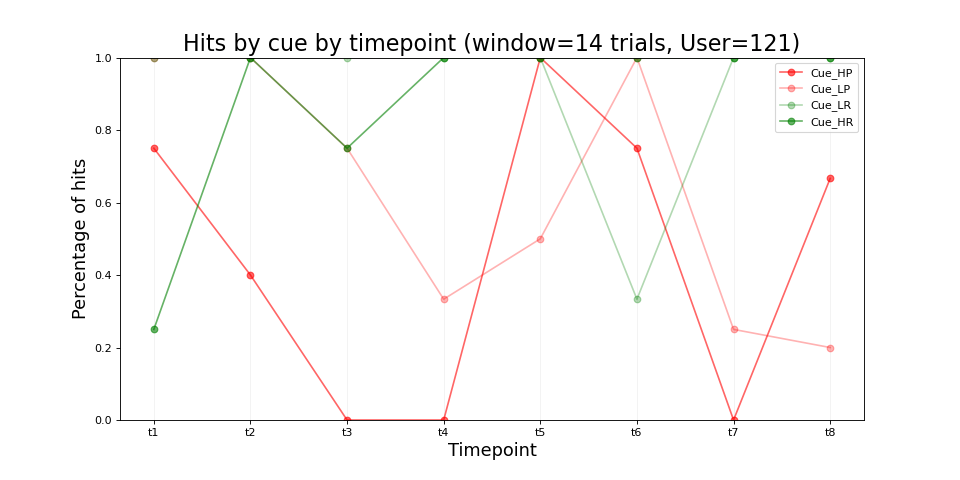 Hits by cue by timepoint (window=14 trials, User=121)
1.0
0.8
0.6
0.4
0.2
0.0
Percentage of hits
Cue_HP
Cue_LP
Cue_LR
Cue_HR
t1 t2 t3 t4 t5 t6 t7 t8
Timepoint